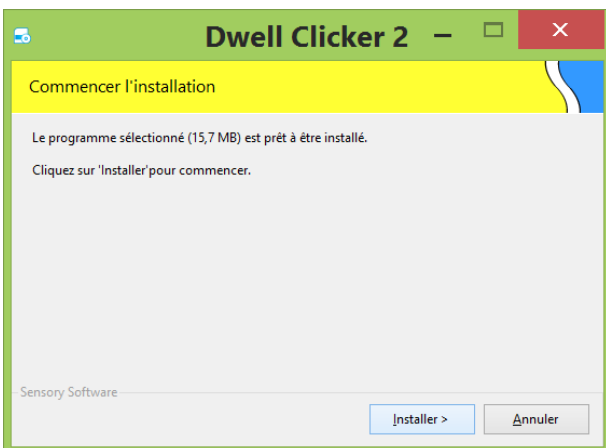 Dwell Clicker 2
Commencer l'installation
Le programme sélectionné (15,7 MB) est prêt à être installé.
Cliquez sur 'Installer'pour commencer.
Sensory Software
Installer >
Annuler